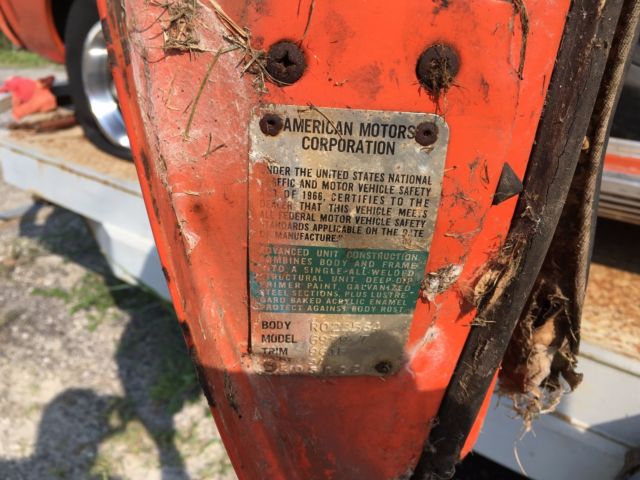 AMERICAN MOTORS
CORPORATION
UNDER THE UNITED STATES NATIONAL
TRAFFIC AND MOTOR VEHICLE SAFETY
OF 1966, CERTIFIES TO THE
DEALER THAT THIS VEHICLE MEETS
ALL FEDERAL MOTOR VEHICLE SAFETY
STANDARDS APPLICABLE ON THE DATE
OF MANUFACTURE."
ADVANCED UNIT CONSTRUCTION
COMBINES BODY AND FRAME
INTO A SINGLE-ALL-WELDED
STRUCTURAL UNIT, DEEP-DIP
PRIMER PAINT, GALVANIZED
STEEL SECTIONS, PLUS LUSTRE
GARD BAKED ACRYLIC ENAMEL
PROTECT AGAINST BODY RUST.
BODY
MODEL
TRIM